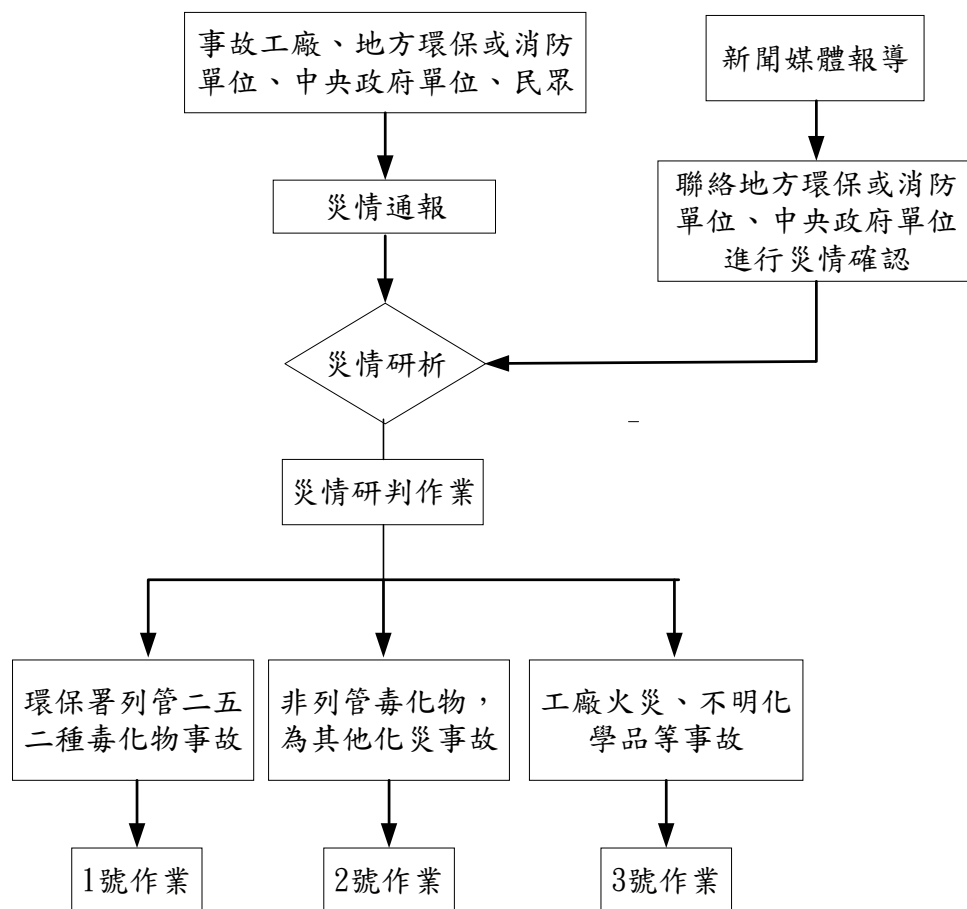 事故工廠、地方環保或消防
單位、中央政府單位、民眾
新聞媒體報導
災情通報
聯絡地方環保或消防
單位、中央政府單位
進行災情確認
災情研析
災情研判作業
環保署列管二五
二種毒化物事故
非列管毒化物，
為其他化災事故
工廠火災、不明化
學品等事故
1號作業
2號作業
3號作業